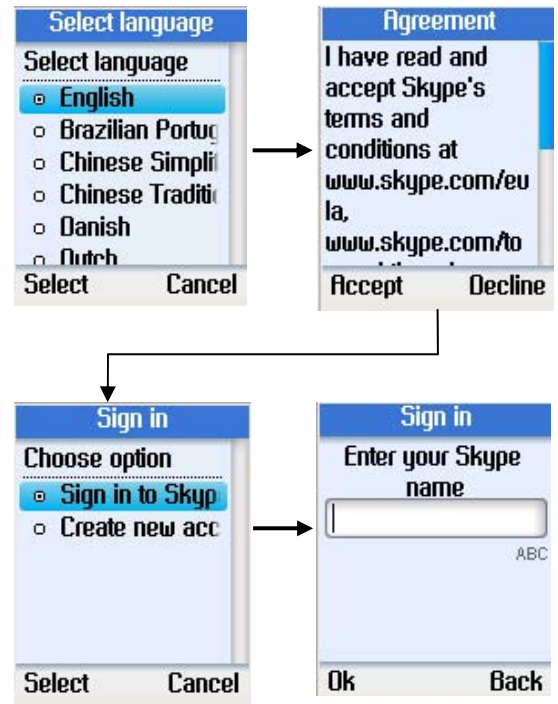 Select language
Select language
English
Brazilian Portug
Chinese Simplif
Chinese Traditi
Danish
Dutch
Select Cancel
Agreement
I have read and
accept Skype's
terms and
conditions at
www.skype.com/eu
la,
www.skype.com/to
Accept Decline
Sign in
Choose option
Sign in to Skyp
Create new acc
Select Cancel
Sign in
Enter your Skype
name
ABC
Ok Back